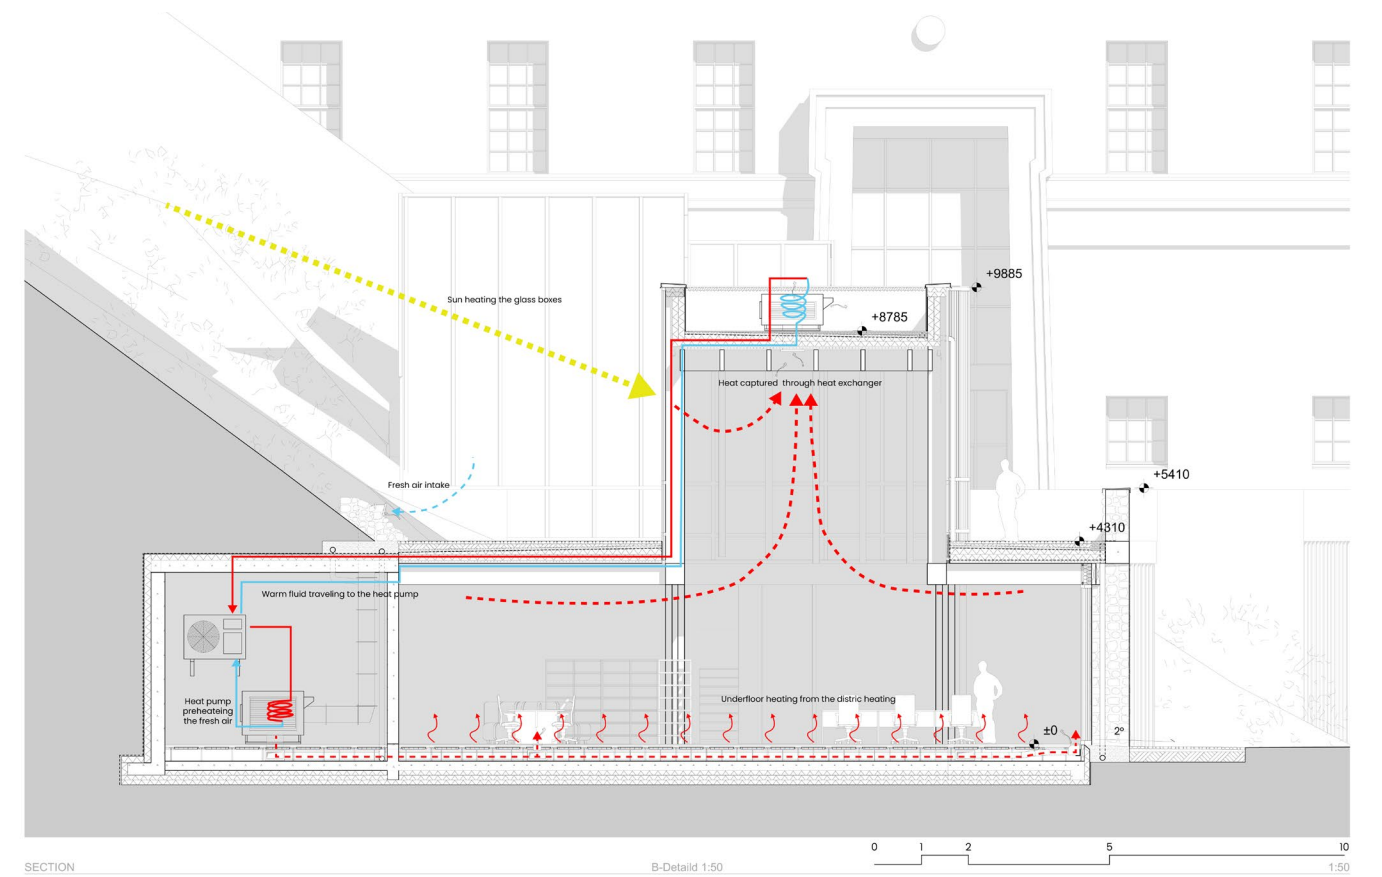 +9885
Sun heating the glass boxes
+8785
Heat captured through heat exchanger
+5410
Fresh air intake
+4310
Warm fluid traveling to the heat pump
Heat pump
preheateing
the fresh air
Underfloor heating from the distric heating
±0
2°
0 1 2 5 10
SECTION
B-Detaild 1:50
1:50